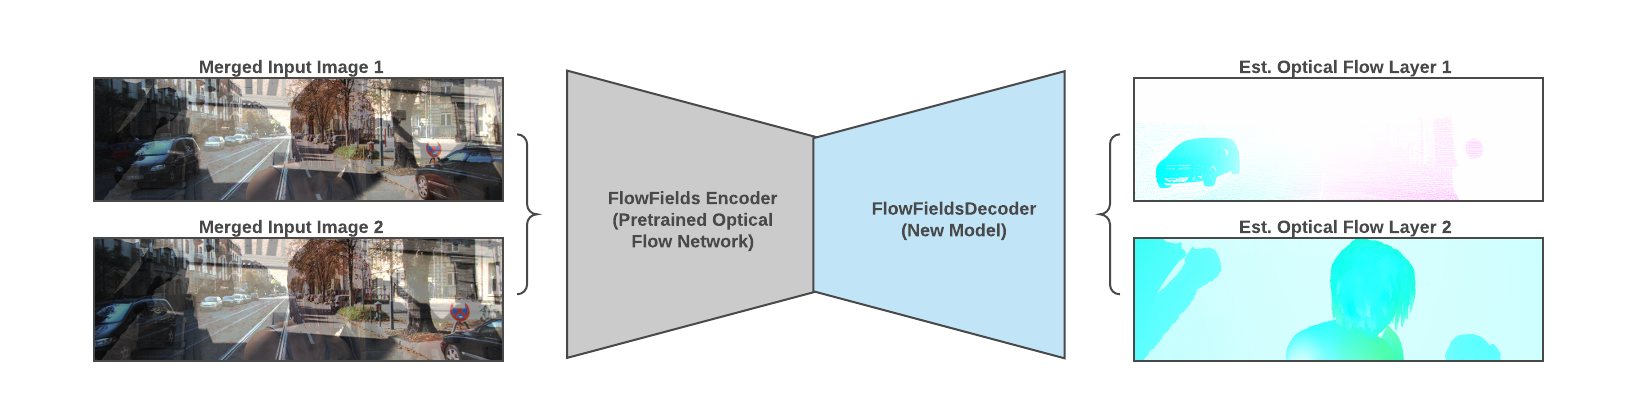 Merged Input Image 1
Merged Input Image 2
FlowFields Encoder
(Pretrained Optical
Flow Network)
FlowFieldsDecoder
(New Model)
Est. Optical Flow Layer 1
Est. Optical Flow Layer 2